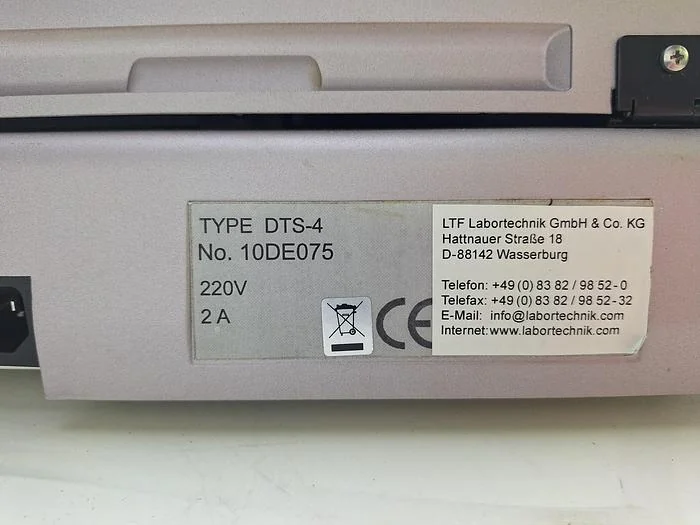 TYPE DTS-4
No. 10DE075
220V
2 A
CE
LTF Labortechnik GmbH & Co. KG
Hattnauer Straße 18
D-88142 Wasserburg
Telefon: +49 (0) 83 82 / 98 52-0
Telefax: +49 (0) 83 82 / 98 52-32
E-Mail: info@labortechnik.com
Internet: www.labortechnik.com